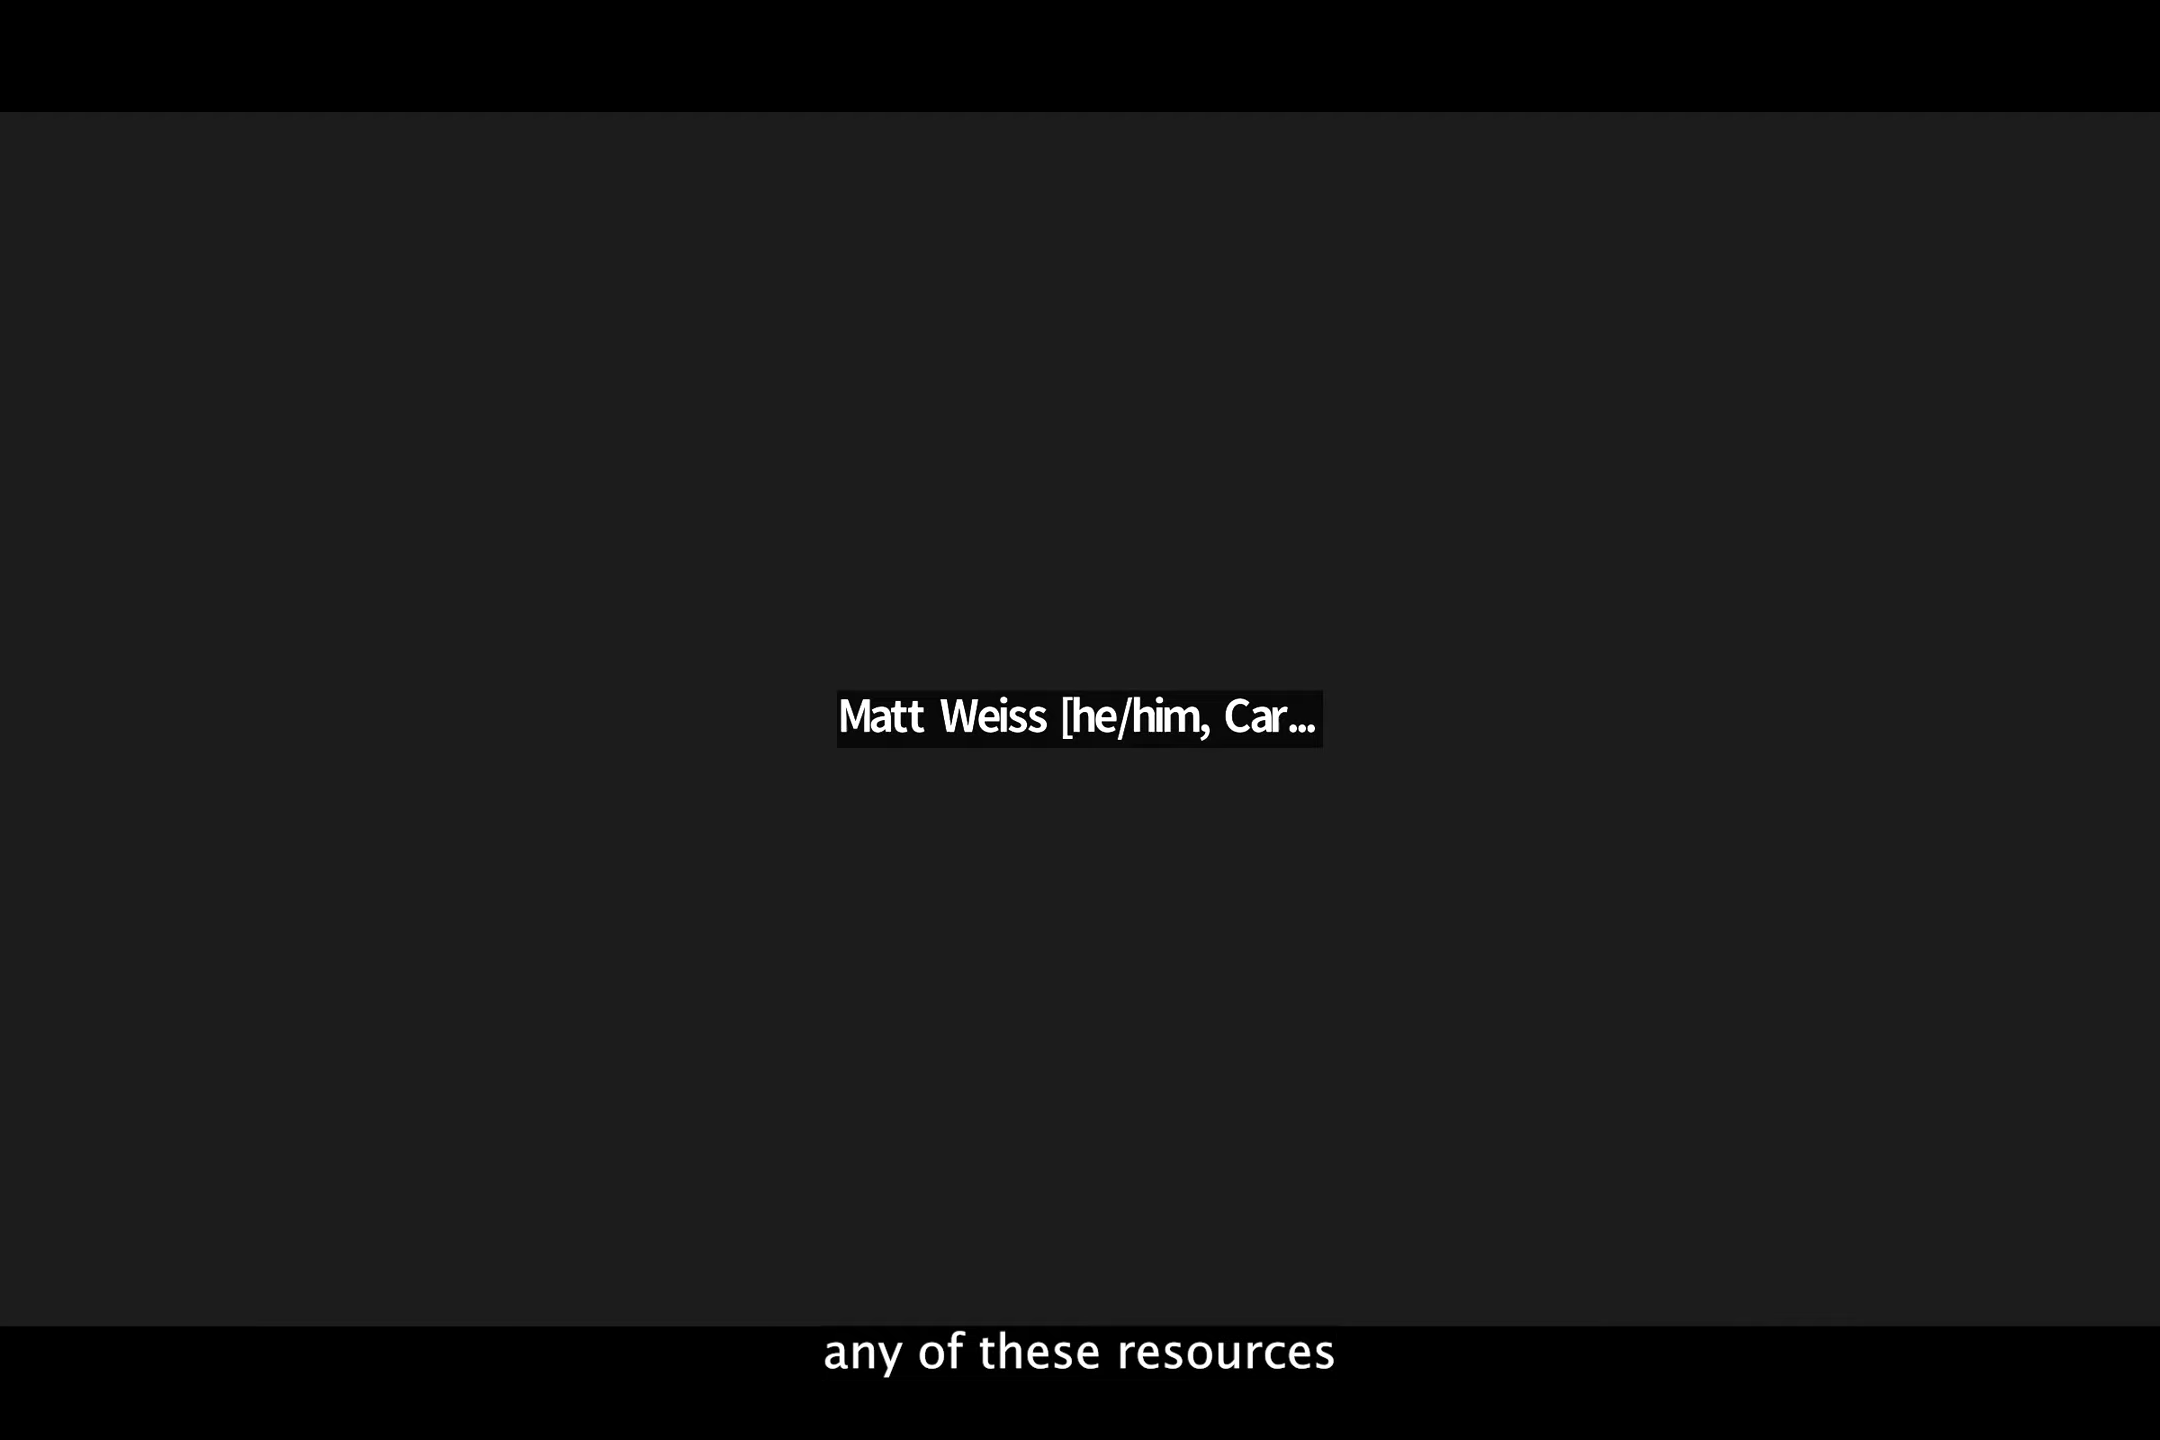 Matt Weiss [he/him, Car...
any of these resources